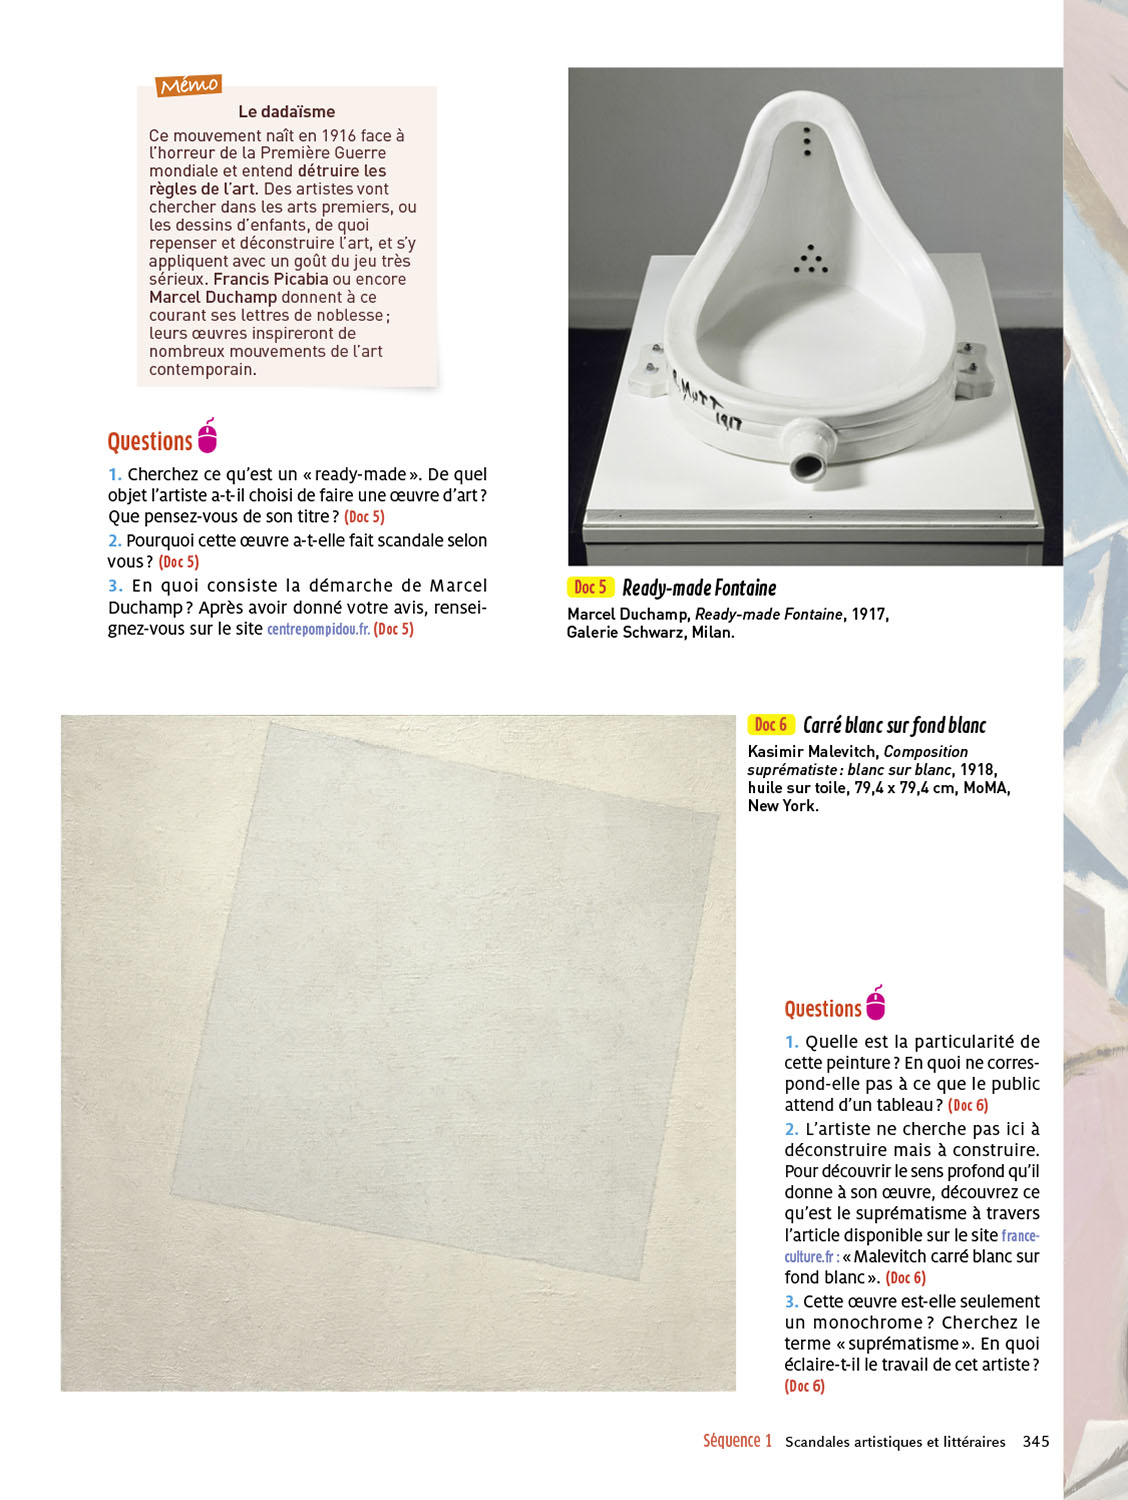 Mémo
Le dadaïsme
Ce mouvement naît en 1916 face à
l'horreur de la Première Guerre
mondiale et entend détruire les
règles de l'art. Des artistes vont
chercher dans les arts premiers, ou
les dessins d'enfants, de quoi
repenser et déconstruire l'art, et s'y
appliquent avec un goût du jeu très
sérieux. Francis Picabia ou encore
Marcel Duchamp donnent à ce
courant ses lettres de noblesse ;
leurs œuvres inspireront de
nombreux mouvements de l'art
contemporain.
Questions
1. Cherchez ce qu'est un « ready-made ». De quel
objet l'artiste a-t-il choisi de faire une œuvre d'art ?
Que pensez-vous de son titre ? (Doc 5)
2. Pourquoi cette œuvre a-t-elle fait scandale selon
vous ? (Doc 5)
3. En quoi consiste la démarche de Marcel
Duchamp ? Après avoir donné votre avis, rensei-
gnez-vous sur le site centrepompidou.fr. (Doc 5)
R. MUTT
1917
Doc 5 Ready-made Fontaine
Marcel Duchamp, Ready-made Fontaine, 1917,
Galerie Schwarz, Milan.
Doc 6 Carré blanc sur fond blanc
Kasimir Malevitch, Composition
suprématiste : blanc sur blanc, 1918,
huile sur toile, 79,4 x 79,4 cm, MoMA,
New York.
Questions
1. Quelle est la particularité de
cette peinture ? En quoi ne corres-
pond-elle pas à ce que le public
attend d'un tableau ? (Doc 6)
2. L'artiste ne cherche pas ici à
déconstruire mais à construire.
Pour découvrir le sens profond qu'il
donne à son œuvre, découvrez ce
qu'est le suprématisme à travers
l'article disponible sur le site france-
culture.fr : « Malevitch carré blanc sur
fond blanc ». (Doc 6)
3. Cette œuvre est-elle seulement
un monochrome ? Cherchez le
terme « suprématisme ». En quoi
éclaire-t-il le travail de cet artiste ?
(Doc 6)
Séquence 1 Scandales artistiques et littéraires 345